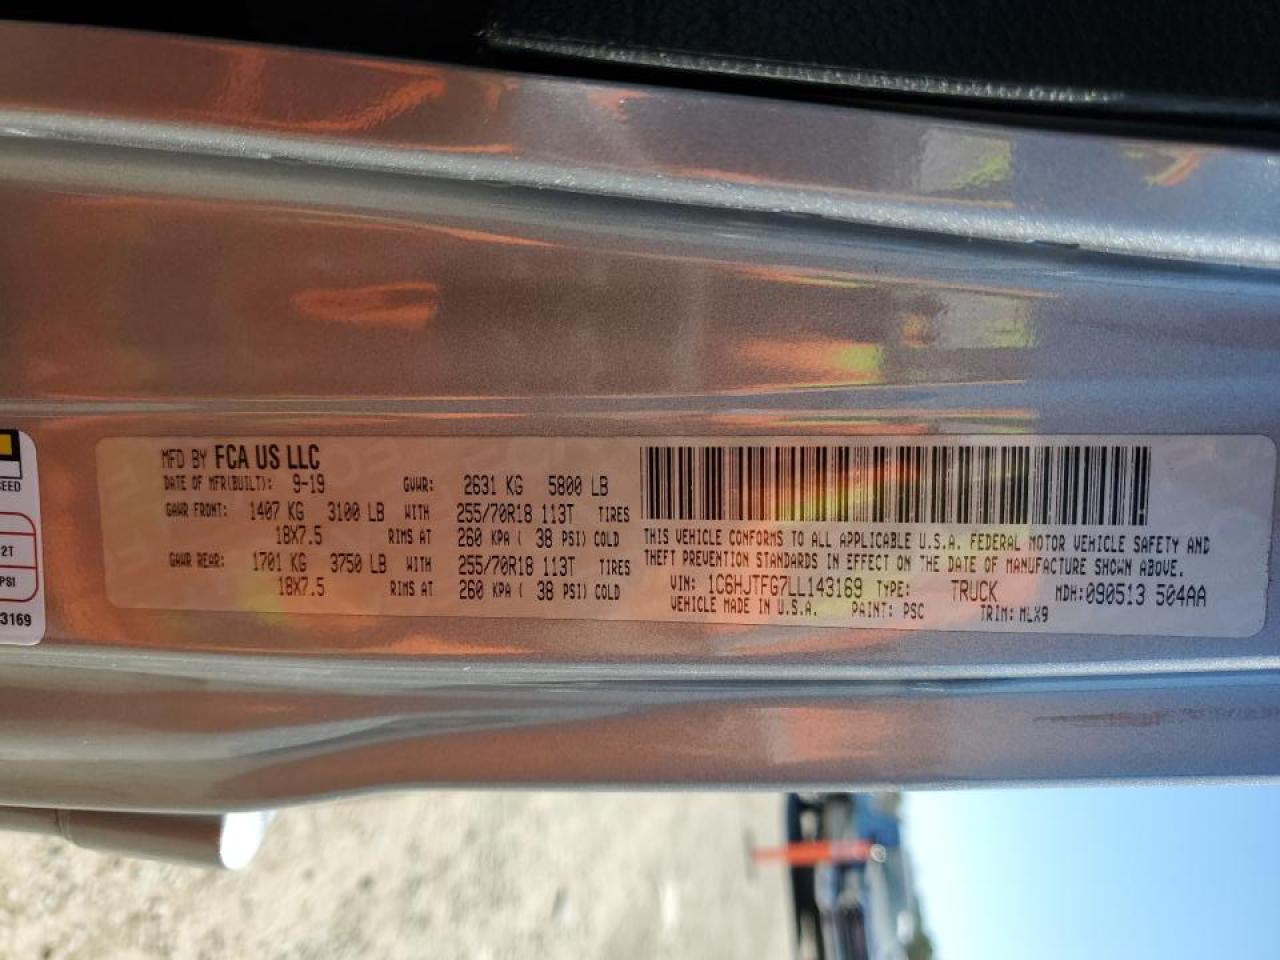 MFD BY FCA US LLC
DATE OF MFR(BUILT): 9-19 GVWR: 2631 KG 5800 LB
GAWR FRONT: 1407 KG 3100 LB WITH 255/70R18 113T TIRES
18X7.5 RIMS AT 260 KPA ( 38 PSI) COLD
GAWR REAR: 1701 KG 3750 LB WITH 255/70R18 113T TIRES
18X7.5 RIMS AT 260 KPA ( 38 PSI) COLD
THIS VEHICLE CONFORMS TO ALL APPLICABLE U.S.A. FEDERAL MOTOR VEHICLE SAFETY AND
THEFT PREVENTION STANDARDS IN EFFECT ON THE DATE OF MANUFACTURE SHOWN ABOVE.
VIN: 1C6HJTFG7LL143169 TYPE: TRUCK MDH:090513 504AA
VEHICLE MADE IN U.S.A. PAINT: PSC TRIM: MLX9
PSI
3169